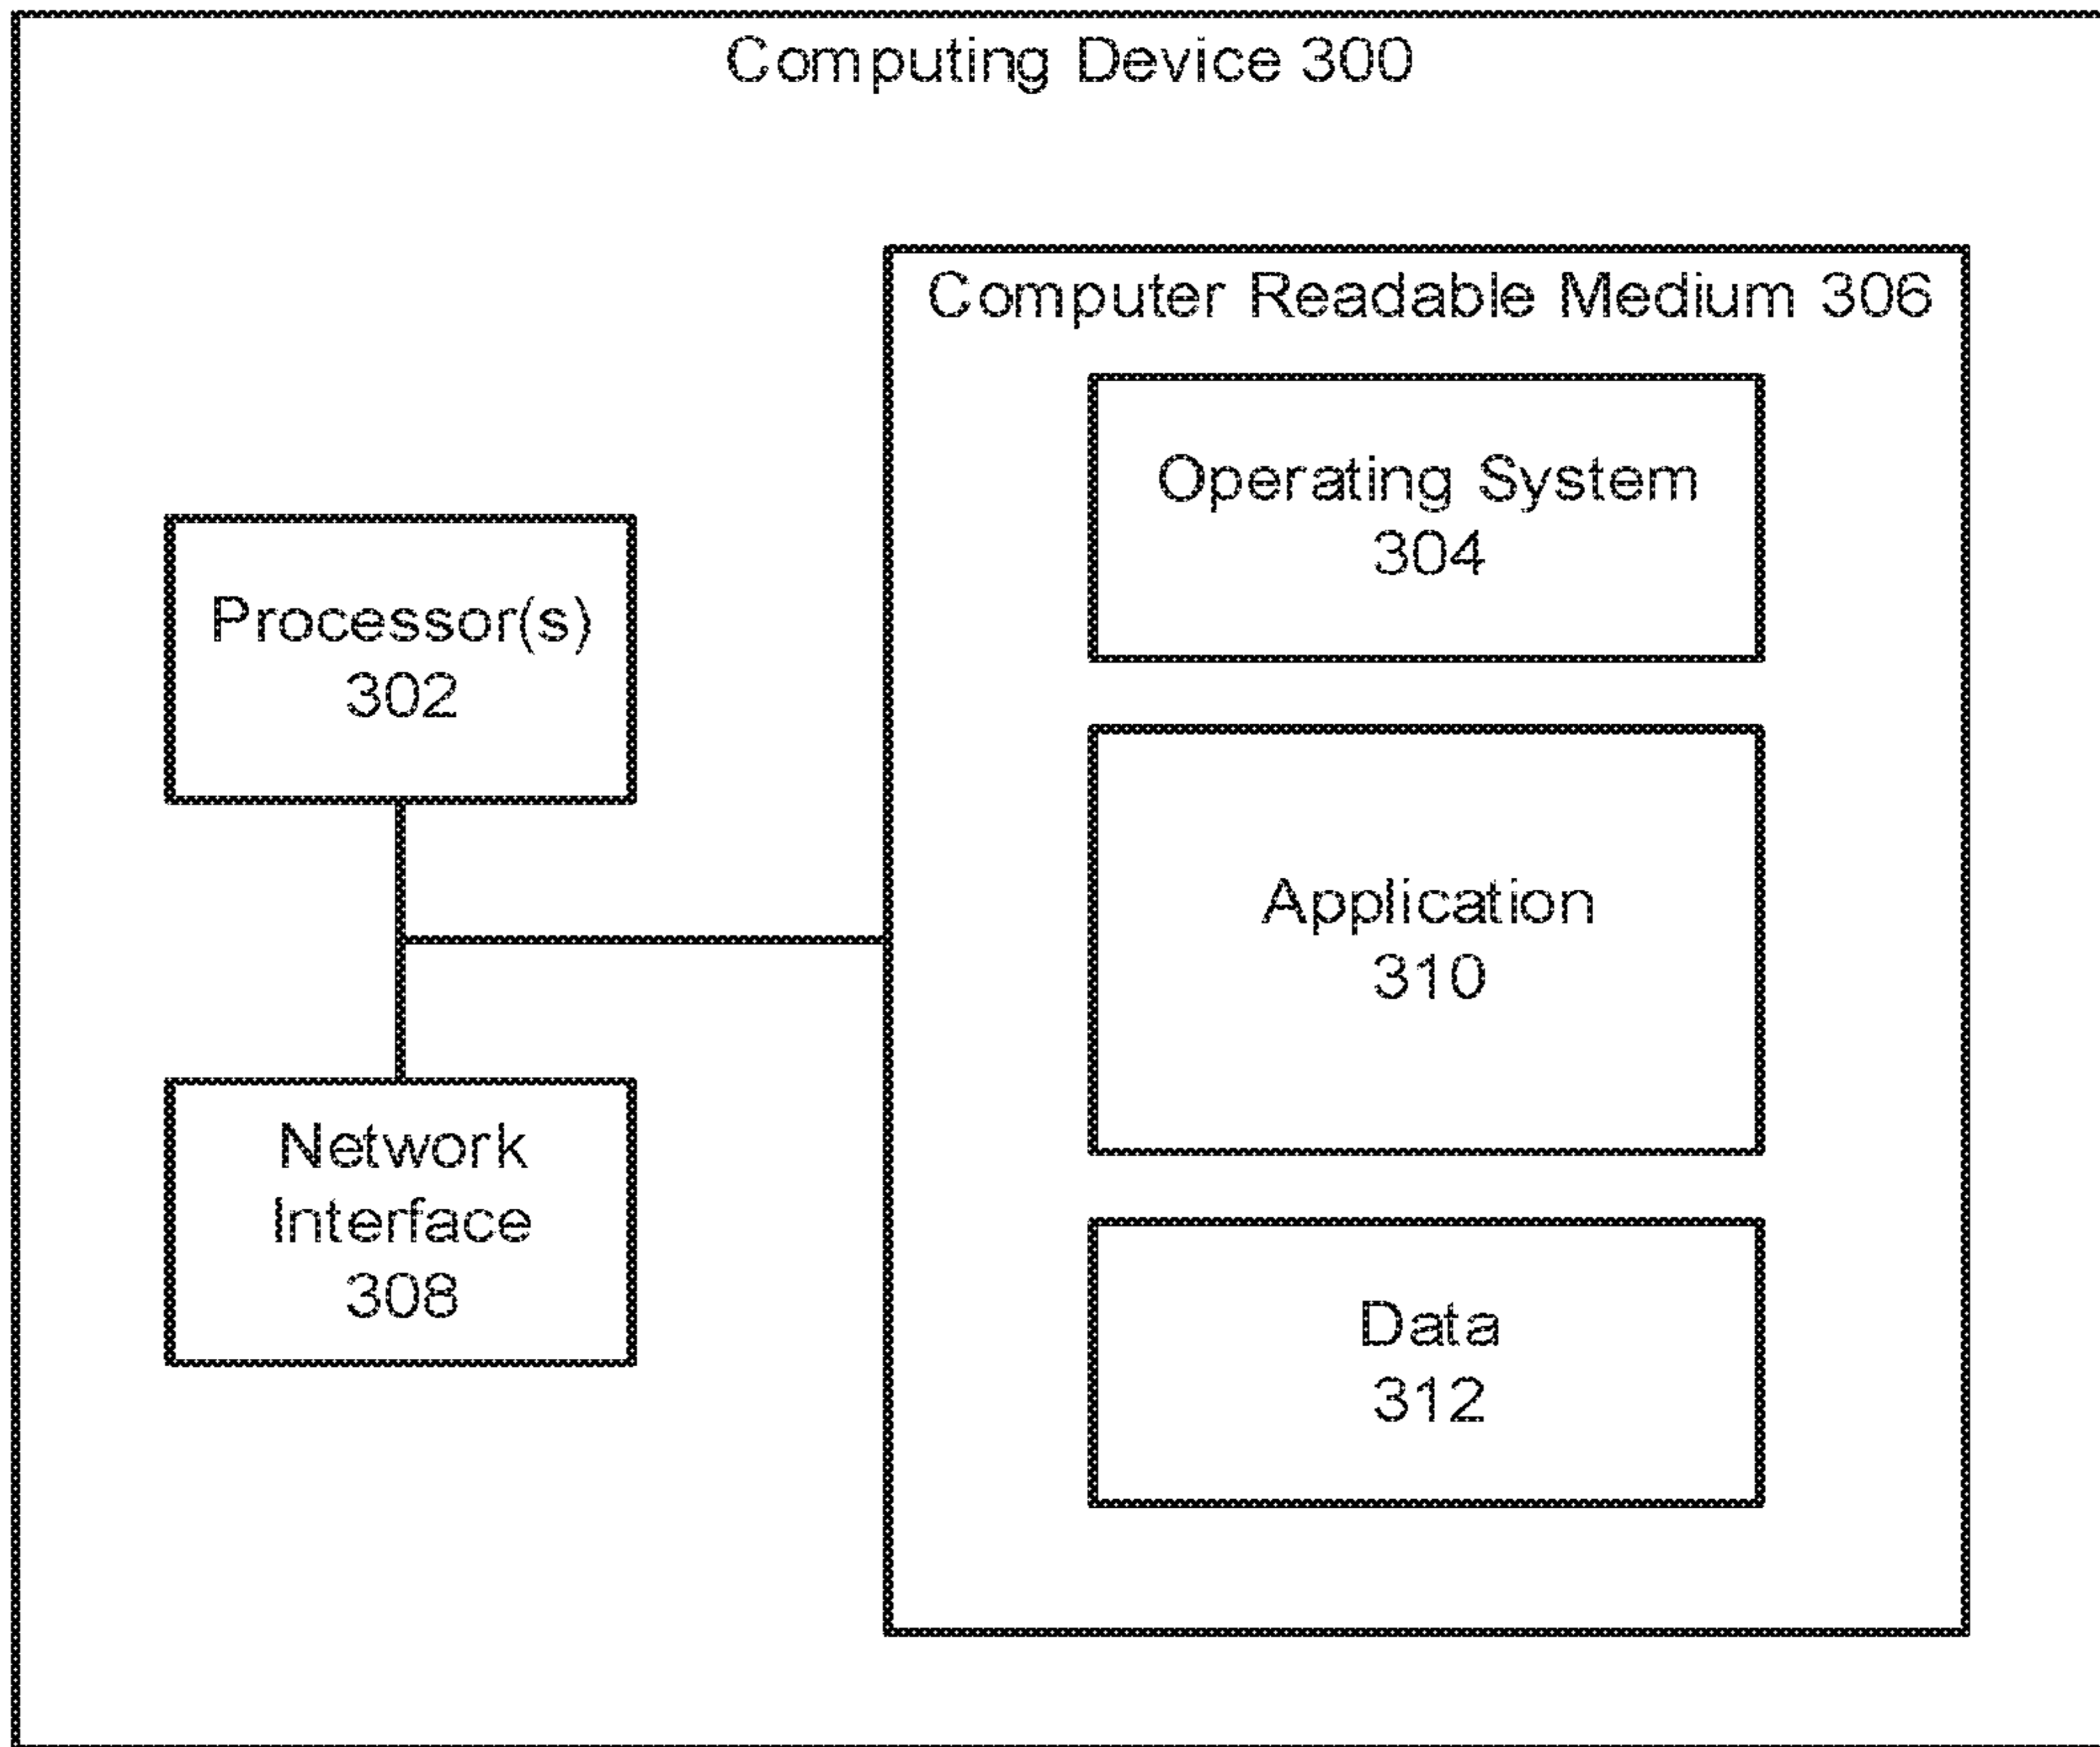 Computing Device 300
Computer Readable Medium 306
Operating System
304
Processor(s)
302
Application
310
Network
Interface
308
Data
312